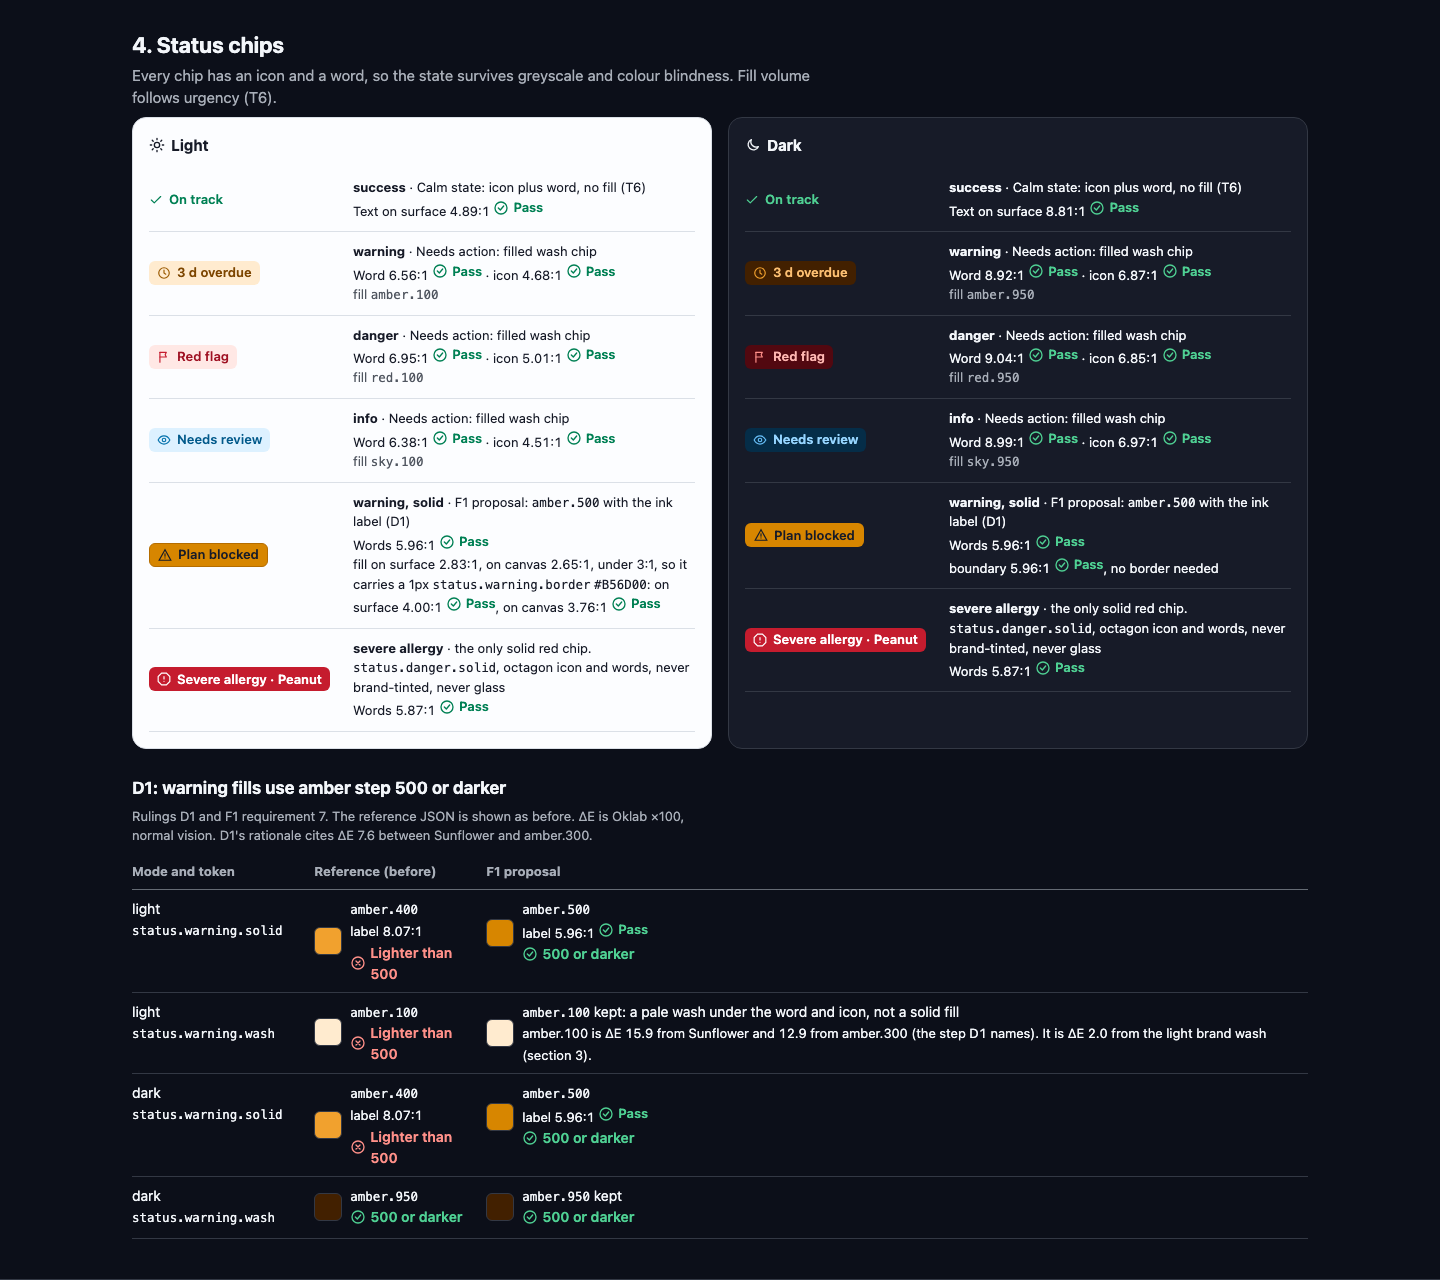 4. Status chips
Every chip has an icon and a word, so the state survives greyscale and colour blindness. Fill volume
follows urgency (T6).
Light
On track
success · Calm state: icon plus word, no fill (T6)
Text on surface 4.89:1 Pass
3 d overdue
warning · Needs action: filled wash chip
Word 6.56:1 Pass · icon 4.68:1 Pass
fill amber.100
Red flag
danger · Needs action: filled wash chip
Word 6.95:1 Pass · icon 5.01:1 Pass
fill red.100
Needs review
info · Needs action: filled wash chip
Word 6.38:1 Pass · icon 4.51:1 Pass
fill sky.100
Plan blocked
warning, solid · F1 proposal: amber.500 with the ink
label (D1)
Words 5.96:1 Pass
fill on surface 2.83:1, on canvas 2.65:1, under 3:1, so it
carries a 1px status.warning.border #B56D00: on
surface 4.00:1 Pass, on canvas 3.76:1 Pass
Severe allergy · Peanut
severe allergy · the only solid red chip.
status.danger.solid, octagon icon and words, never
brand-tinted, never glass
Words 5.87:1 Pass
Dark
On track
success · Calm state: icon plus word, no fill (T6)
Text on surface 8.81:1 Pass
3 d overdue
warning · Needs action: filled wash chip
Word 8.92:1 Pass · icon 6.87:1 Pass
fill amber.950
Red flag
danger · Needs action: filled wash chip
Word 9.04:1 Pass · icon 6.85:1 Pass
fill red.950
Needs review
info · Needs action: filled wash chip
Word 8.99:1 Pass · icon 6.97:1 Pass
fill sky.950
Plan blocked
warning, solid · F1 proposal: amber.500 with the ink
label (D1)
Words 5.96:1 Pass
boundary 5.96:1 Pass, no border needed
Severe allergy · Peanut
severe allergy · the only solid red chip.
status.danger.solid, octagon icon and words, never
brand-tinted, never glass
Words 5.87:1 Pass
D1: warning fills use amber step 500 or darker
Rulings D1 and F1 requirement 7. The reference JSON is shown as before. ΔE is Oklab ×100,
normal vision. D1's rationale cites ΔE 7.6 between Sunflower and amber.300.
Mode and token
Reference (before)
F1 proposal
light
status.warning.solid
amber.400
label 8.07:1
Lighter than
500
amber.500
label 5.96:1 Pass
500 or darker
light
status.warning.wash
amber.100
Lighter than
500
amber.100 kept: a pale wash under the word and icon, not a solid fill
amber.100 is ΔE 15.9 from Sunflower and 12.9 from amber.300 (the step D1 names). It is ΔE 2.0 from the light brand wash
(section 3).
dark
status.warning.solid
amber.400
label 8.07:1
Lighter than
500
amber.500
label 5.96:1 Pass
500 or darker
dark
status.warning.wash
amber.950
500 or darker
amber.950 kept
500 or darker